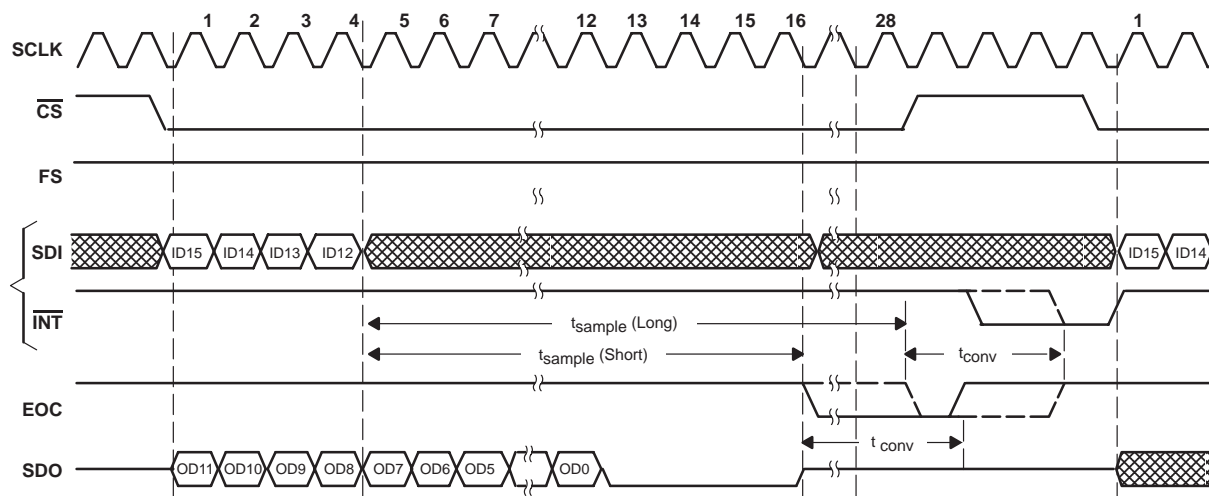 1 2 3 4 5 6 7 12 13 14 15 16 28 1
SCLK
CS
FS
SDI ID15 ID14 ID13 ID12 ID15 ID14
INT
tsample (Long)
tsample (Short) tconv
EOC
tconv
SDO OD11 OD10 OD9 OD8 OD7 OD6 OD5 OD0